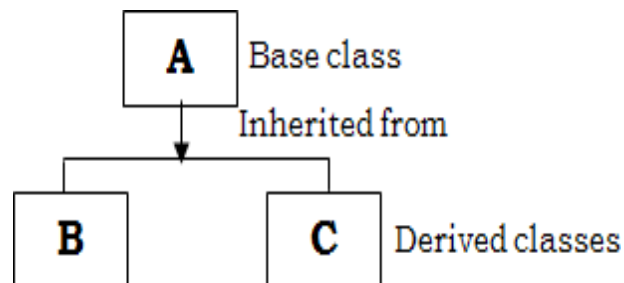 A Base class
Inherited from
B C Derived classes